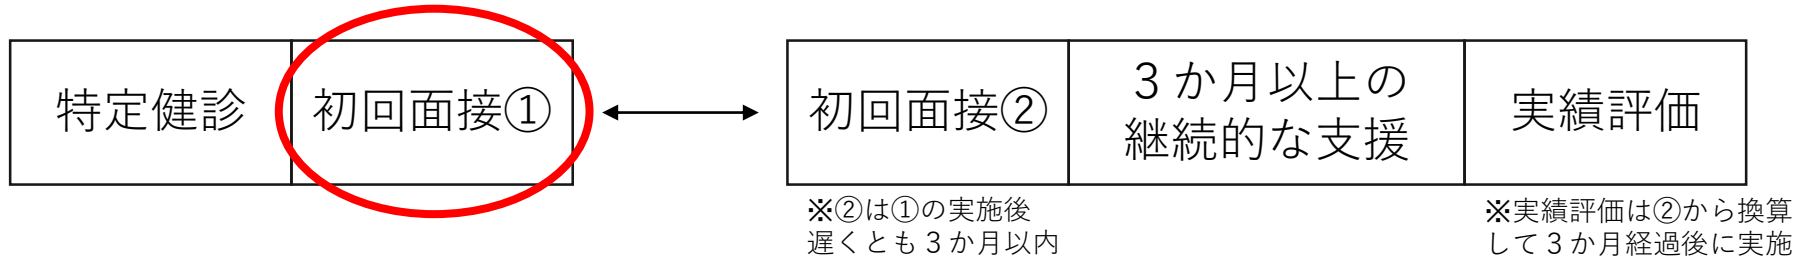 特定健診
初回面接①
初回面接②
３か月以上の
継続的な支援
実績評価
※②は①の実施後
遅くとも３か月以内
※実績評価は②から換算
して３か月経過後に実施